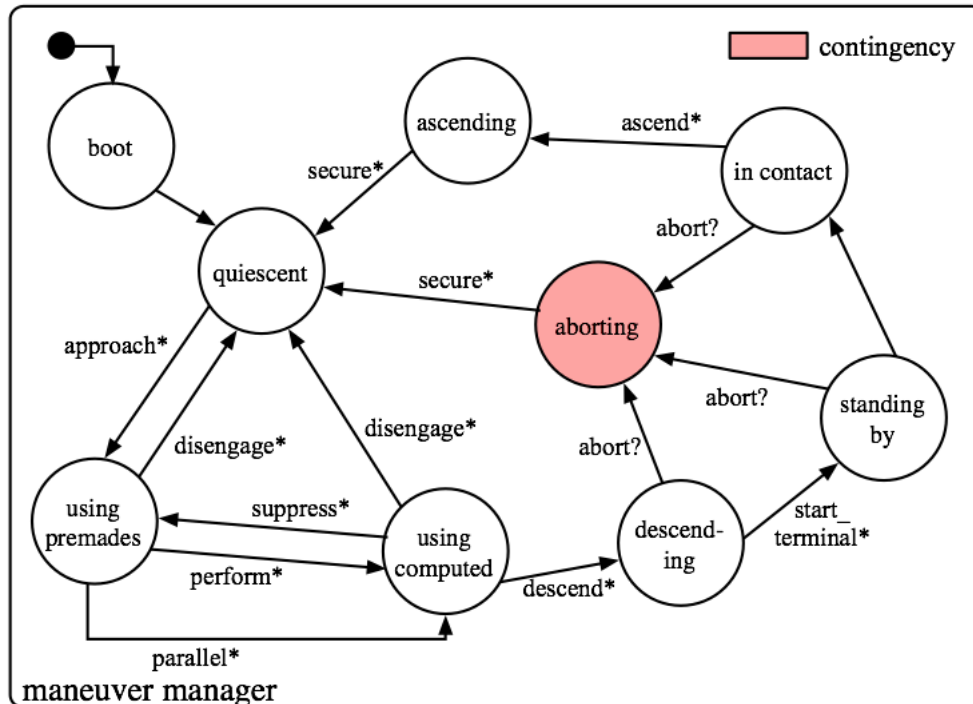 contingency
boot
ascending
ascend*
in contact
secure*
abort?
quiescent
secure*
aborting
approach*
abort?
standing
by
disengage*
disengage*
abort?
using
premades
suppress*
using
computed
descend-
ing
start_
terminal*
perform*
descend*
parallel*
maneuver manager